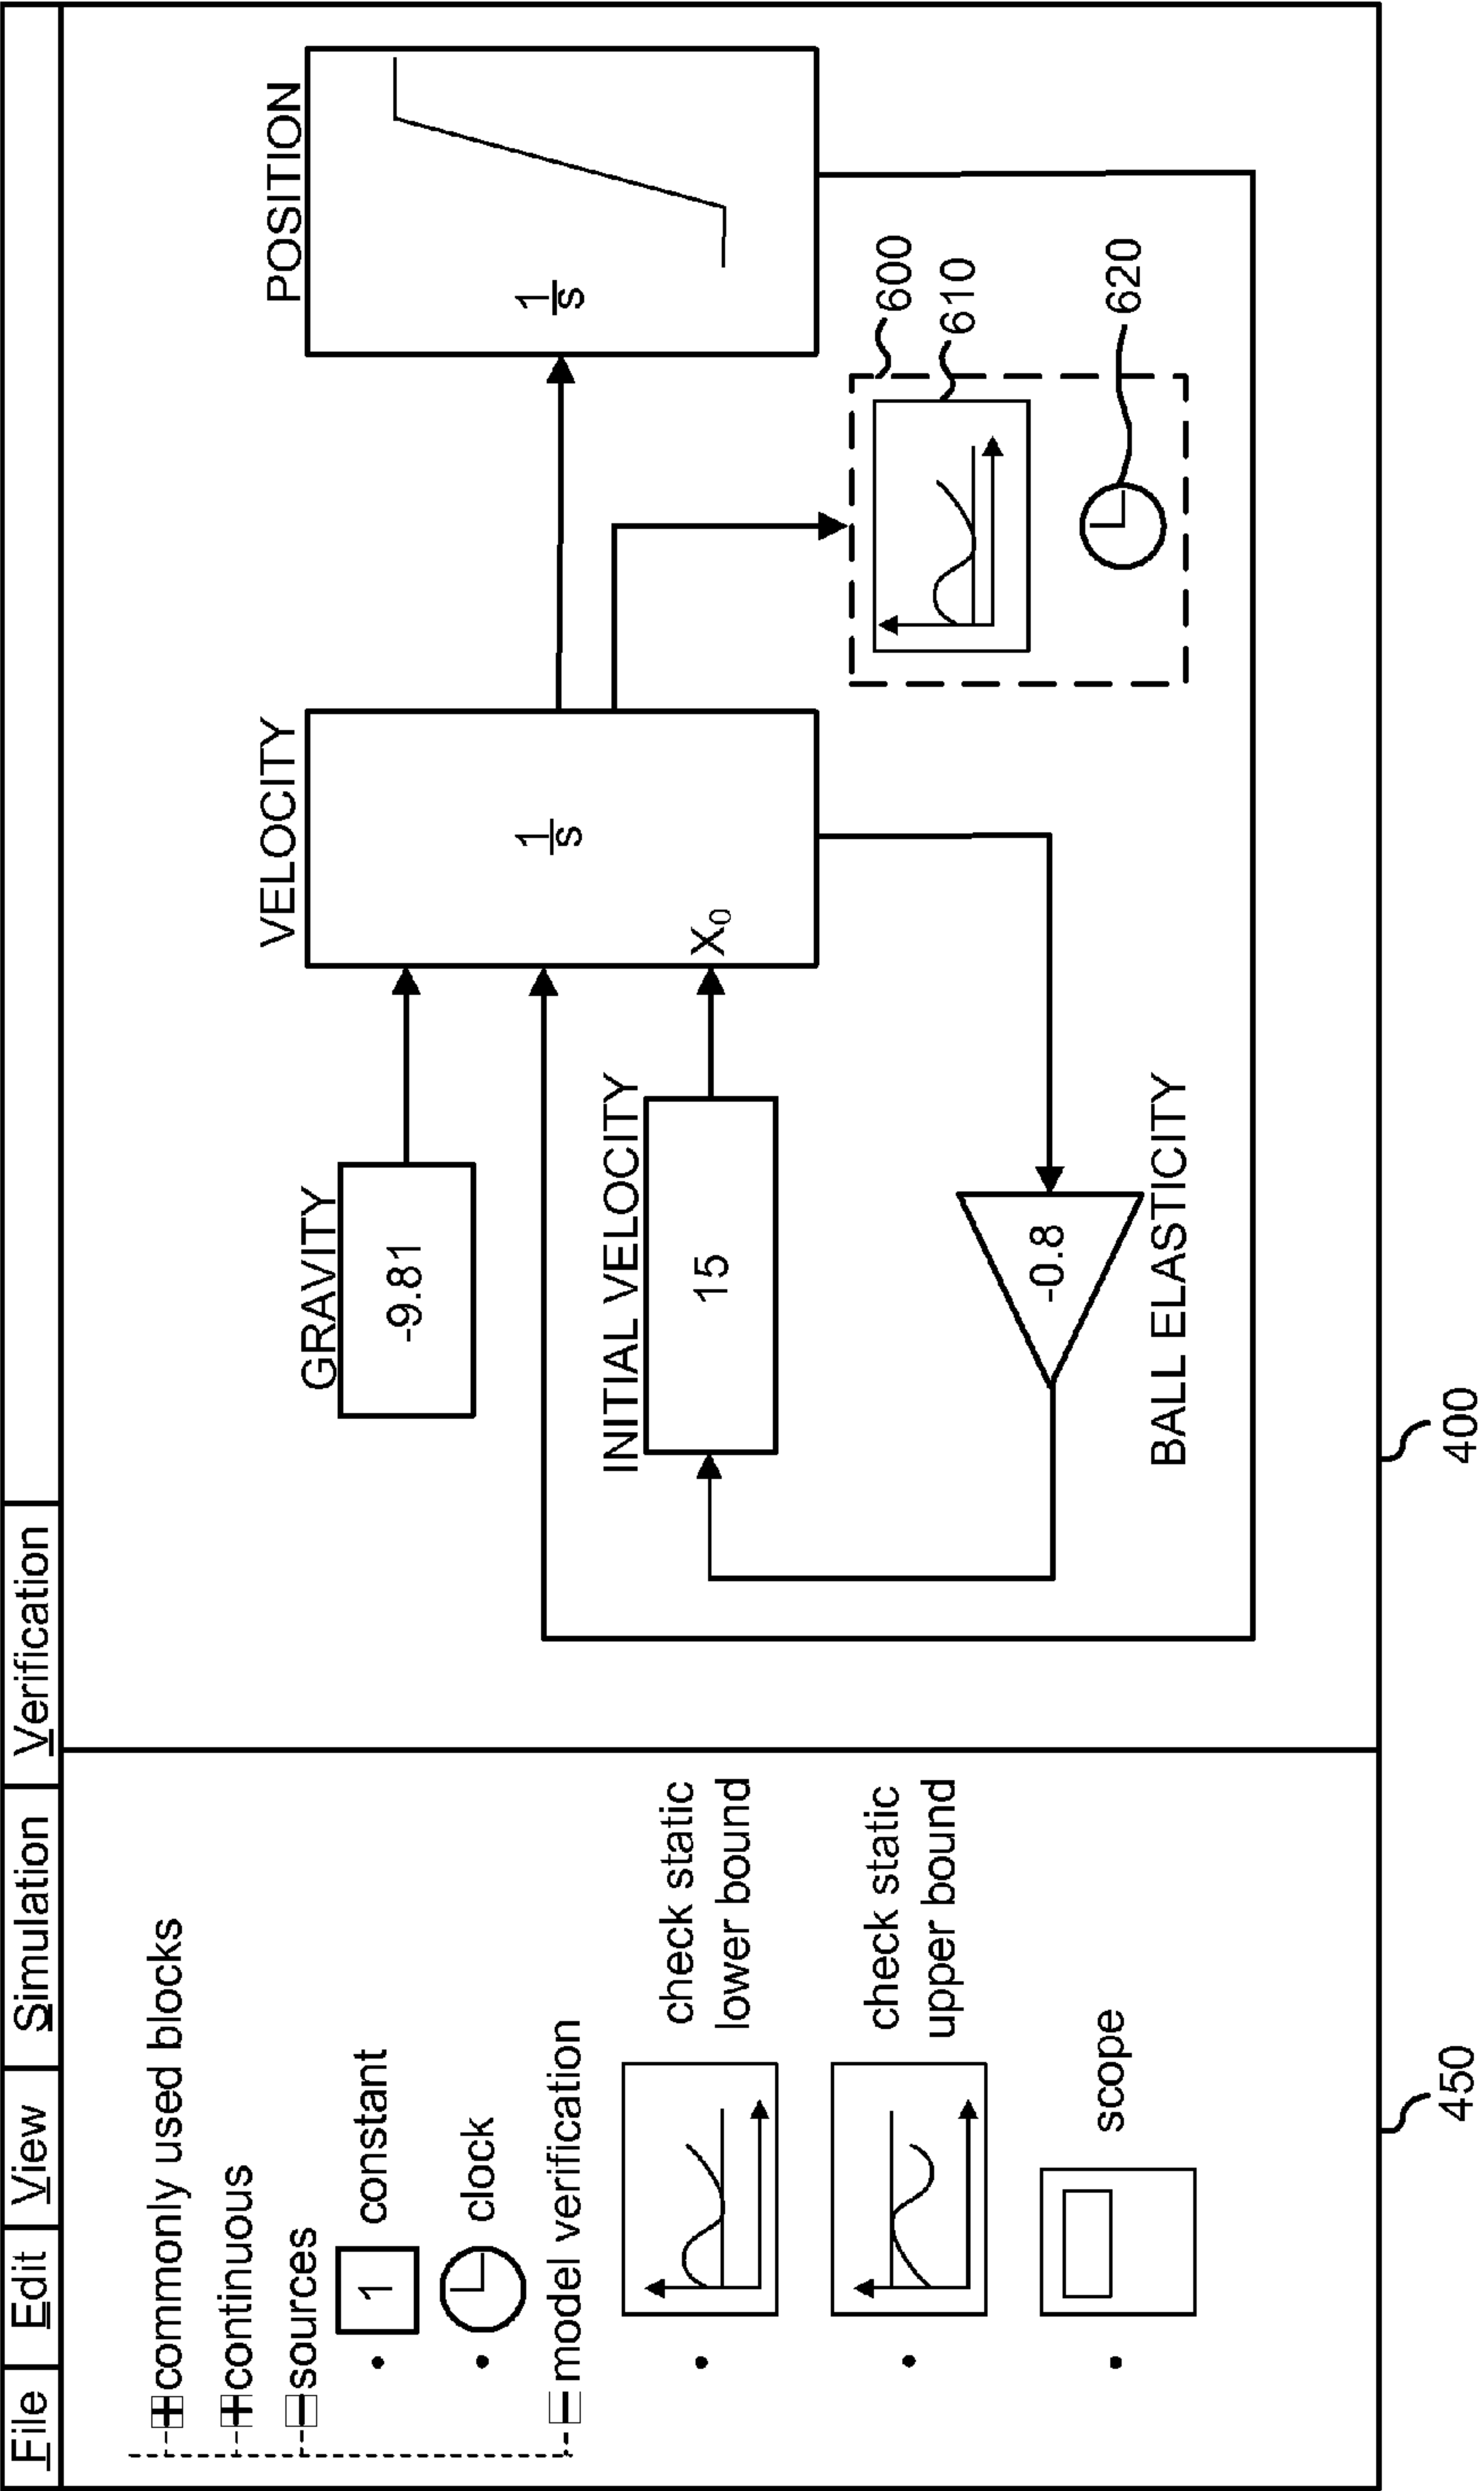 File Edit View Simulation Verification
commonly used blocks
continuous
sources
1 constant
clock
model verification
check static
lower bound
check static
upper bound
scope
GRAVITY
-9.81
INITIAL VELOCITY
15
-0.8
BALL ELASTICITY
VELOCITY
1
s
X0
POSITION
1
s
600
610
620
450
400